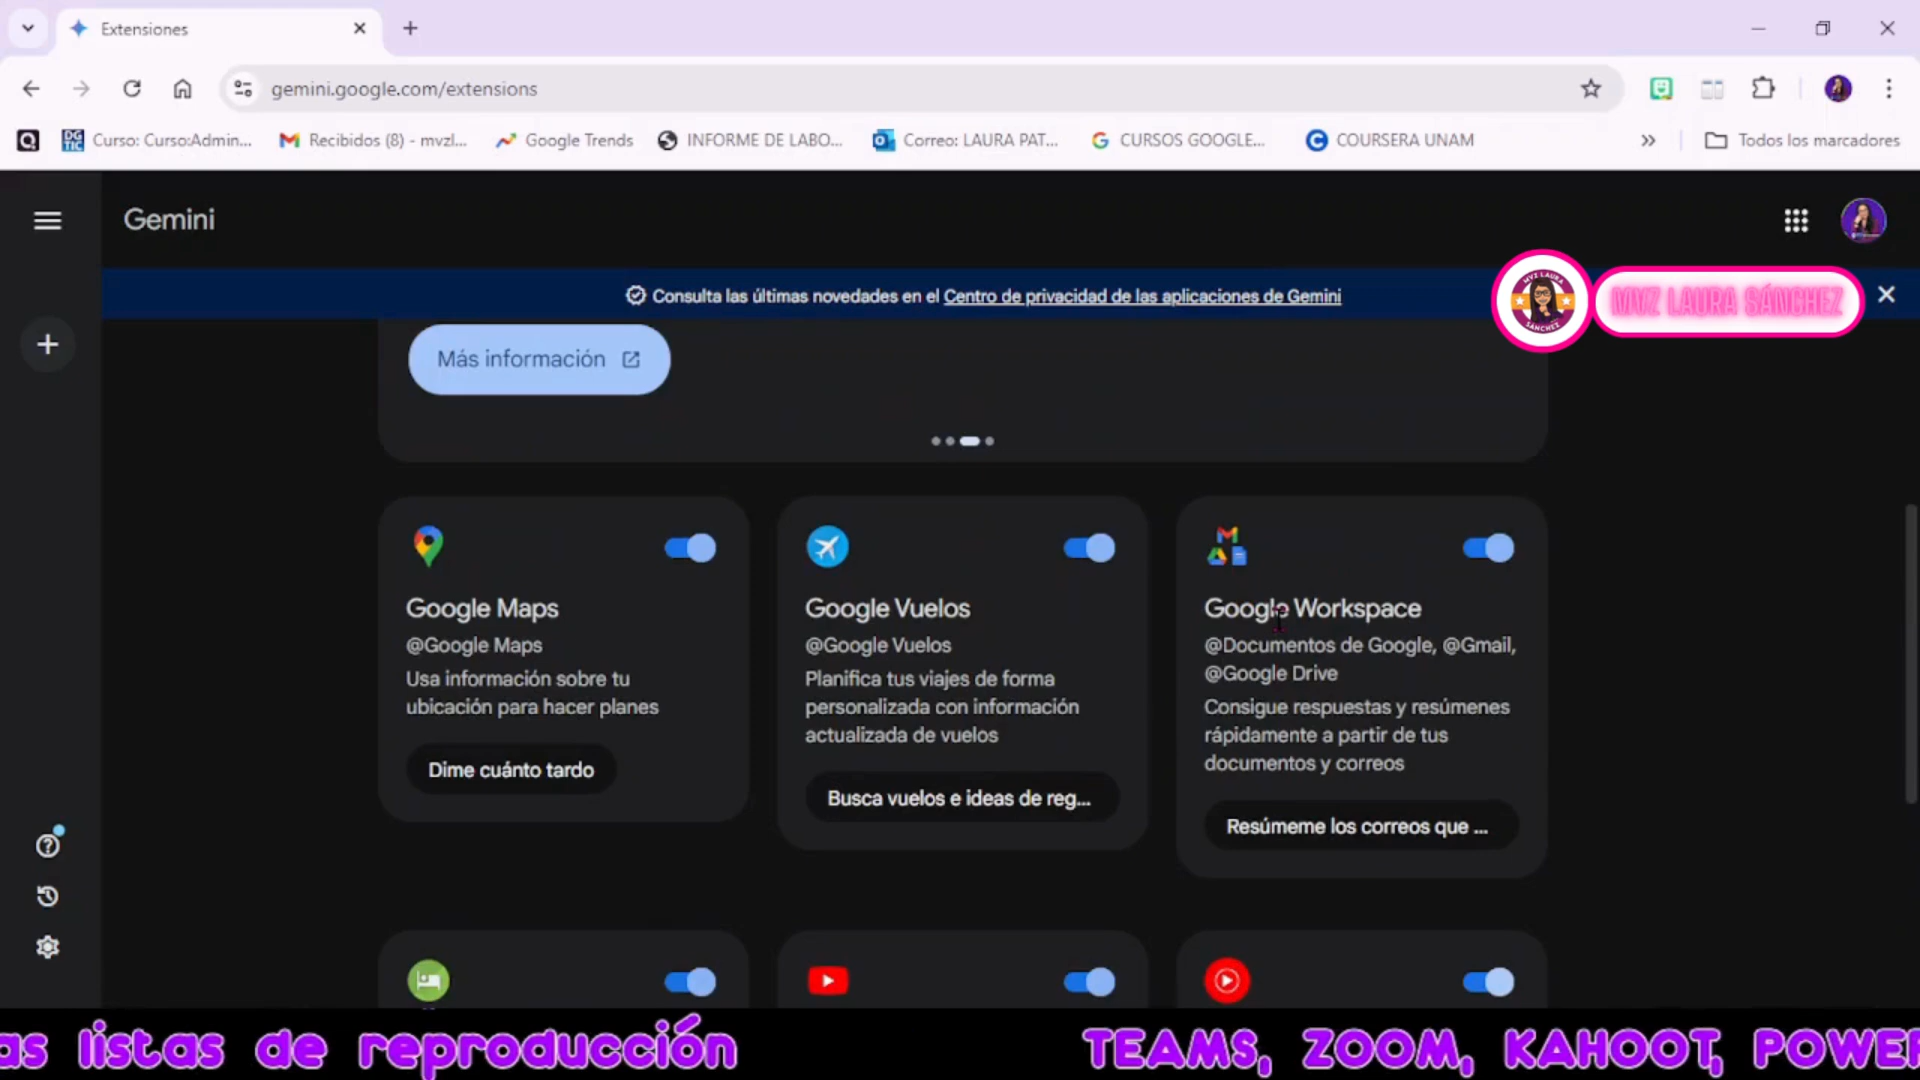 Extensiones
gemini.google.com/extensions
Curso: Curso:Admin...
Recibidos (8) - mvzl...
Google Trends
INFORME DE LABO...
Correo: LAURA PAT...
CURSOS GOOGLE...
COURSERA UNAM
Todos los marcadores
Gemini
Consulta las últimas novedades en el Centro de privacidad de las aplicaciones de Gemini
MVZ LAURA SÁNCHEZ
MVZ LAURA SÁNCHEZ
Más información
Google Maps
@Google Maps
Usa información sobre tu
ubicación para hacer planes
Dime cuánto tardo
Google Vuelos
@Google Vuelos
Planifica tus viajes de forma
personalizada con información
actualizada de vuelos
Busca vuelos e ideas de reg...
Google Workspace
@Documentos de Google, @Gmail,
@Google Drive
Consigue respuestas y resúmenes
rápidamente a partir de tus
documentos y correos
Resúmeme los correos que ...
as listas de reproducción
TEAMS, ZOOM, KAHOOT, POWER